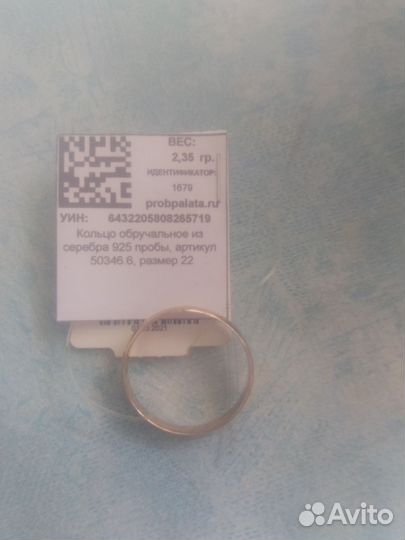 ВЕС:
2,35 гр.
ИДЕНТИФИКАТОР:
1679
probpalata.ru
УИН: 6432205808265719
Кольцо обручальное из
серебра 925 пробы, артикул
50346.6, размер 22
2021
Avito